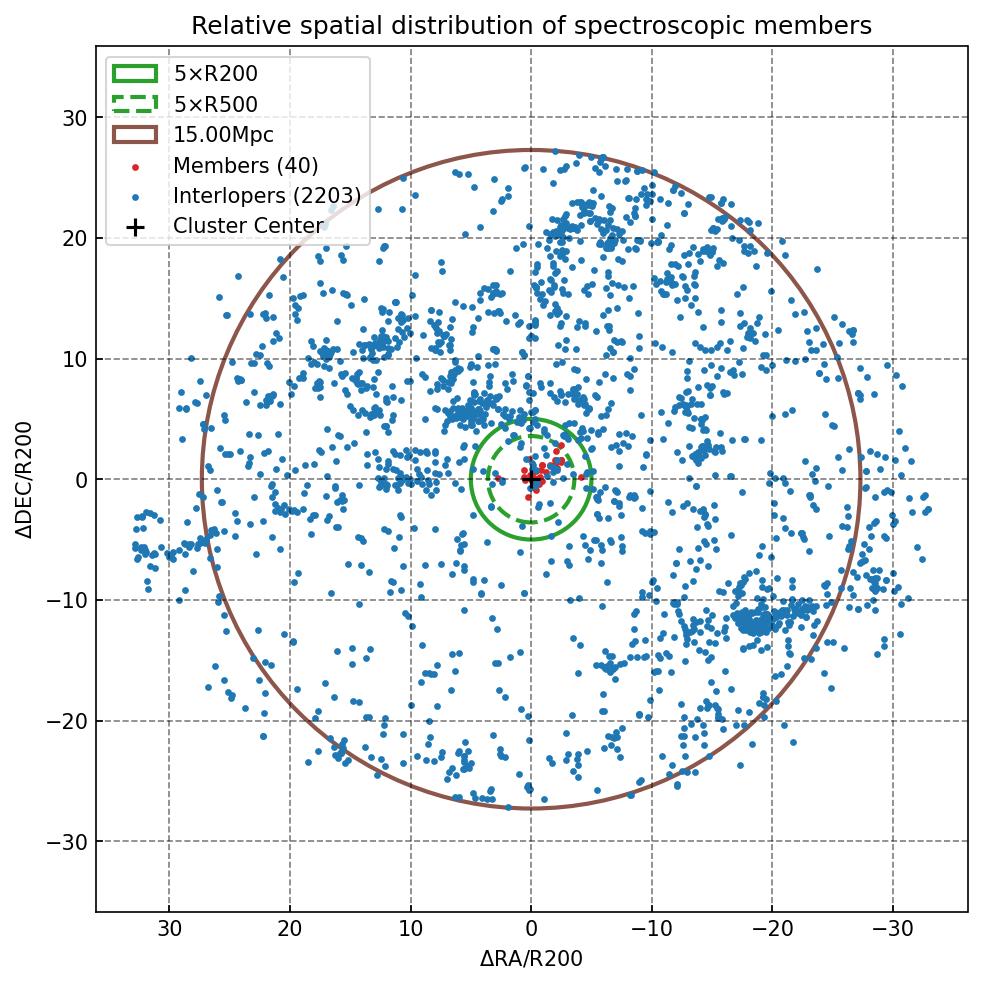 Relative spatial distribution of spectroscopic members
5×R200
5×R500
15.00Mpc
Members (40)
Interlopers (2203)
Cluster Center
ΔDEC/R200
30
20
10
0
−10
−20
−30
30 20 10 0 −10 −20 −30
ΔRA/R200